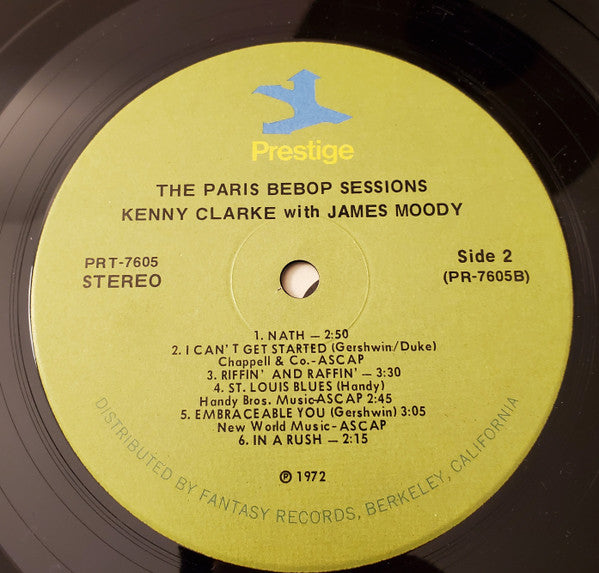 Prestige
THE PARIS BEBOP SESSIONS
KENNY CLARKE with JAMES MOODY
PRT-7605
STEREO
Side 2
(PR-7605B)
1. NATH — 2:50
2. I CAN'T GET STARTED (Gershwin/Duke)
Chappell & Co.-ASCAP
3. RIFFIN' AND RAFFIN' — 3:30
4. ST. LOUIS BLUES (Handy)
Handy Bros. Music-ASCAP 2:45
5. EMBRACEABLE YOU (Gershwin) 3:05
New World Music-ASCAP
6. IN A RUSH — 2:15
℗ 1972
DISTRIBUTED BY FANTASY RECORDS, BERKELEY, CALIFORNIA